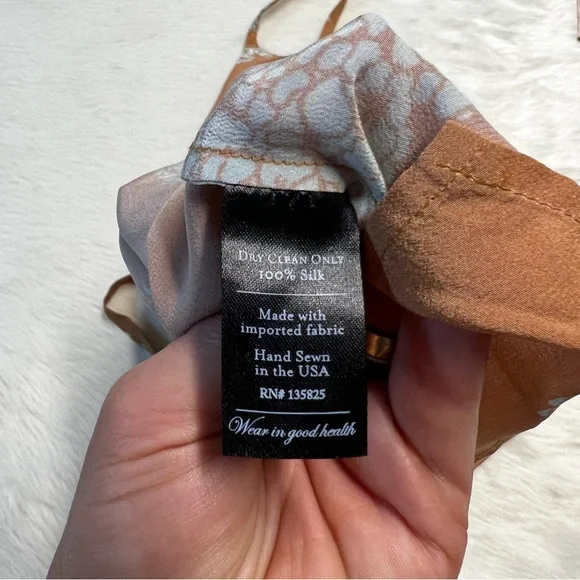 Dry Clean Only
100% Silk
Made with
imported fabric
Hand Sewn
in the USA
RN# 135825
Wear in good health